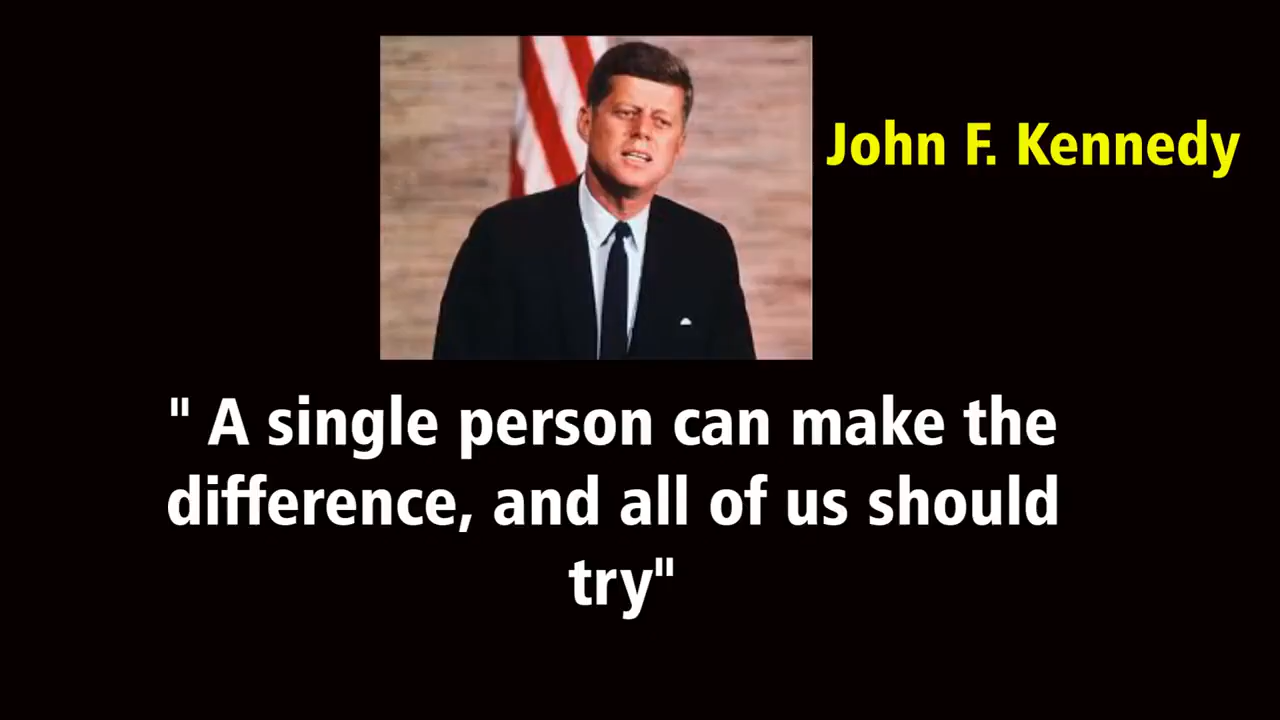 John F. Kennedy
" A single person can make the
difference, and all of us should
try"